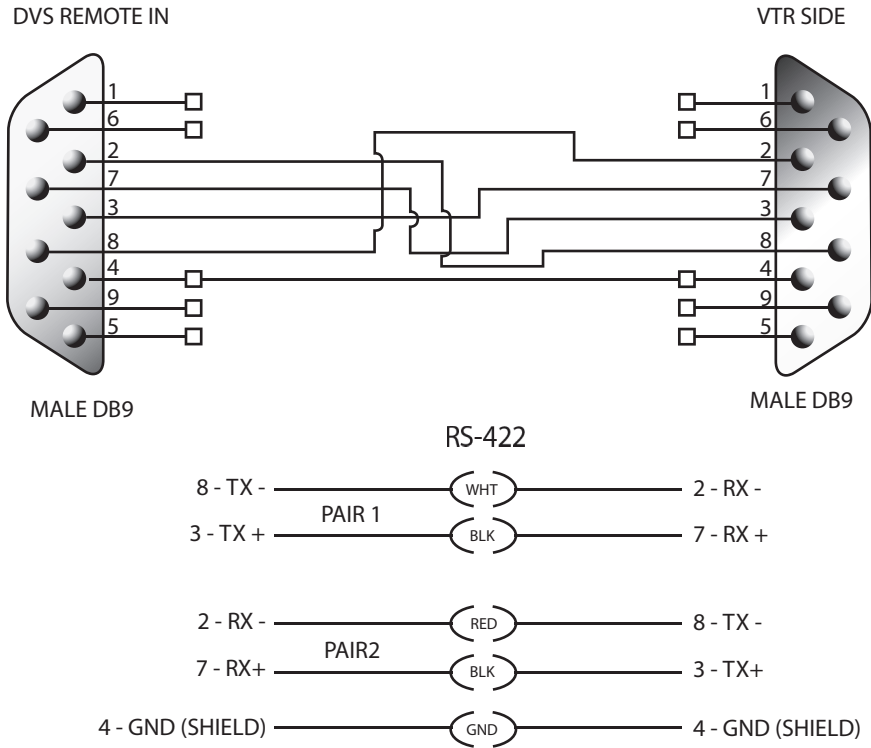 DVS REMOTE IN
VTR SIDE
1
6
2
7
3
8
4
9
5
1
6
2
7
3
8
4
9
5
MALE DB9
MALE DB9
RS-422
8 - TX - WHT 2 - RX -
PAIR 1
3 - TX + BLK 7 - RX +
2 - RX - RED 8 - TX -
PAIR2
7 - RX+ BLK 3 - TX+
4 - GND (SHIELD) GND 4 - GND (SHIELD)